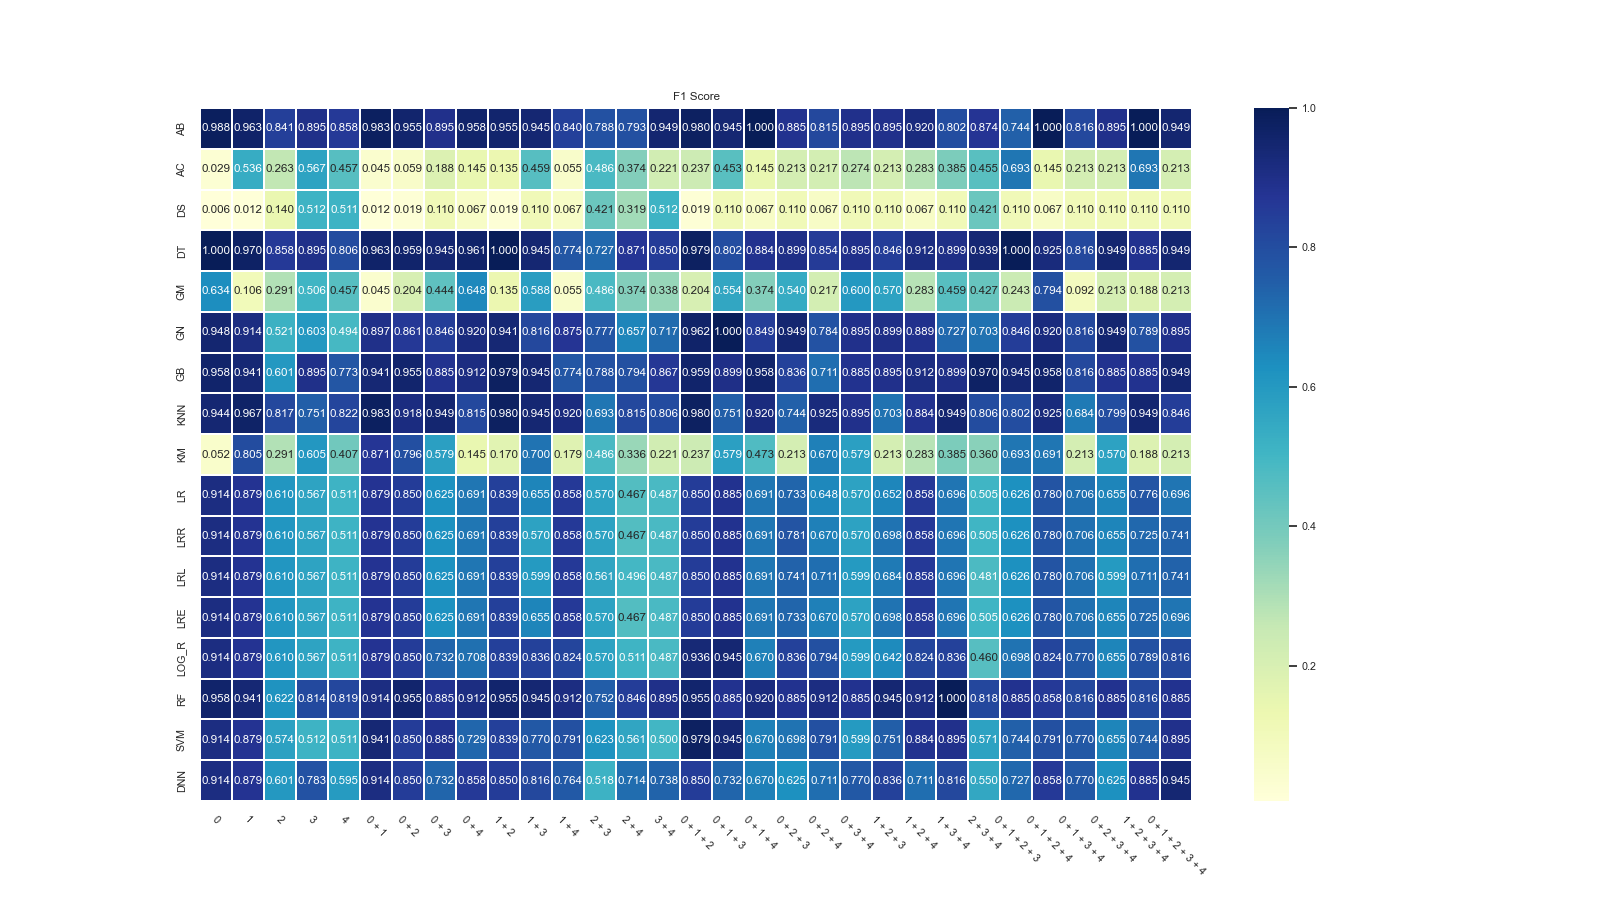 F1 Score
AB 0.988 0.963 0.841 0.895 0.858 0.983 0.955 0.895 0.958 0.955 0.945 0.840 0.788 0.793 0.949 0.980 0.945 1.000 0.885 0.815 0.895 0.895 0.920 0.802 0.874 0.744 1.000 0.816 0.895 1.000 0.949
AC 0.029 0.536 0.263 0.567 0.457 0.045 0.059 0.188 0.145 0.135 0.459 0.055 0.486 0.374 0.221 0.237 0.453 0.145 0.213 0.217 0.274 0.213 0.283 0.385 0.455 0.693 0.145 0.213 0.213 0.693 0.213
DS 0.006 0.012 0.140 0.512 0.511 0.012 0.019 0.110 0.067 0.019 0.110 0.067 0.421 0.319 0.512 0.019 0.110 0.067 0.110 0.067 0.110 0.110 0.067 0.110 0.421 0.110 0.067 0.110 0.110 0.110 0.110
DT 1.000 0.970 0.858 0.895 0.806 0.963 0.959 0.945 0.961 1.000 0.945 0.774 0.727 0.871 0.850 0.979 0.802 0.884 0.899 0.854 0.895 0.846 0.912 0.899 0.939 1.000 0.925 0.816 0.949 0.885 0.949
GM 0.634 0.106 0.291 0.506 0.457 0.045 0.204 0.444 0.648 0.135 0.588 0.055 0.486 0.374 0.338 0.204 0.554 0.374 0.540 0.217 0.600 0.570 0.283 0.459 0.427 0.243 0.794 0.092 0.213 0.188 0.213
GN 0.948 0.914 0.521 0.603 0.494 0.897 0.861 0.846 0.920 0.941 0.816 0.875 0.777 0.657 0.717 0.962 1.000 0.849 0.949 0.784 0.895 0.899 0.889 0.727 0.703 0.846 0.920 0.816 0.949 0.789 0.895
GB 0.958 0.941 0.601 0.895 0.773 0.941 0.955 0.885 0.912 0.979 0.945 0.774 0.788 0.794 0.867 0.959 0.899 0.958 0.836 0.711 0.885 0.895 0.912 0.899 0.970 0.945 0.958 0.816 0.885 0.885 0.949
KNN 0.944 0.967 0.817 0.751 0.822 0.983 0.918 0.949 0.815 0.980 0.945 0.920 0.693 0.815 0.806 0.980 0.751 0.920 0.744 0.925 0.895 0.703 0.884 0.949 0.806 0.802 0.925 0.684 0.799 0.949 0.846
KM 0.052 0.805 0.291 0.605 0.407 0.871 0.796 0.579 0.145 0.170 0.700 0.179 0.486 0.336 0.221 0.237 0.579 0.473 0.213 0.670 0.579 0.213 0.283 0.385 0.360 0.693 0.691 0.213 0.570 0.188 0.213
LR 0.914 0.879 0.610 0.567 0.511 0.879 0.850 0.625 0.691 0.839 0.655 0.858 0.570 0.467 0.487 0.850 0.885 0.691 0.733 0.648 0.570 0.652 0.858 0.696 0.505 0.626 0.780 0.706 0.655 0.776 0.696
LRR 0.914 0.879 0.610 0.567 0.511 0.879 0.850 0.625 0.691 0.839 0.570 0.858 0.570 0.467 0.487 0.850 0.885 0.691 0.781 0.670 0.570 0.698 0.858 0.696 0.505 0.626 0.780 0.706 0.655 0.725 0.741
LRL 0.914 0.879 0.610 0.567 0.511 0.879 0.850 0.625 0.691 0.839 0.599 0.858 0.561 0.496 0.487 0.850 0.885 0.691 0.741 0.711 0.599 0.684 0.858 0.696 0.481 0.626 0.780 0.706 0.599 0.711 0.741
LRE 0.914 0.879 0.610 0.567 0.511 0.879 0.850 0.625 0.691 0.839 0.655 0.858 0.570 0.467 0.487 0.850 0.885 0.691 0.733 0.670 0.570 0.698 0.858 0.696 0.505 0.626 0.780 0.706 0.655 0.725 0.696
LOG_R 0.914 0.879 0.610 0.567 0.511 0.879 0.850 0.732 0.708 0.839 0.836 0.824 0.570 0.511 0.487 0.936 0.945 0.670 0.836 0.794 0.599 0.642 0.824 0.836 0.460 0.698 0.824 0.770 0.655 0.789 0.816
RF 0.958 0.941 0.622 0.814 0.819 0.914 0.955 0.885 0.912 0.955 0.945 0.912 0.752 0.846 0.895 0.955 0.885 0.920 0.885 0.912 0.885 0.945 0.912 1.000 0.818 0.885 0.858 0.816 0.885 0.816 0.885
SVM 0.914 0.879 0.574 0.512 0.511 0.941 0.850 0.885 0.729 0.839 0.770 0.791 0.623 0.561 0.500 0.979 0.945 0.670 0.698 0.791 0.599 0.751 0.884 0.895 0.571 0.744 0.791 0.770 0.655 0.744 0.895
DNN 0.914 0.879 0.601 0.783 0.595 0.914 0.850 0.732 0.858 0.850 0.816 0.764 0.518 0.714 0.738 0.850 0.732 0.670 0.625 0.711 0.770 0.836 0.711 0.816 0.550 0.727 0.858 0.770 0.625 0.885 0.945
0 1 2 3 4 0 + 1 0 + 2 0 + 3 0 + 4 1 + 2 1 + 3 1 + 4 2 + 3 2 + 4 3 + 4 0 + 1 + 2 0 + 1 + 3 0 + 1 + 4 0 + 2 + 3 0 + 2 + 4 0 + 3 + 4 1 + 2 + 3 1 + 2 + 4 1 + 3 + 4 2 + 3 + 4 0 + 1 + 2 + 3 0 + 1 + 2 + 4 0 + 1 + 3 + 4 0 + 2 + 3 + 4 1 + 2 + 3 + 4 0 + 1 + 2 + 3 + 4
1.0
0.8
0.6
0.4
0.2